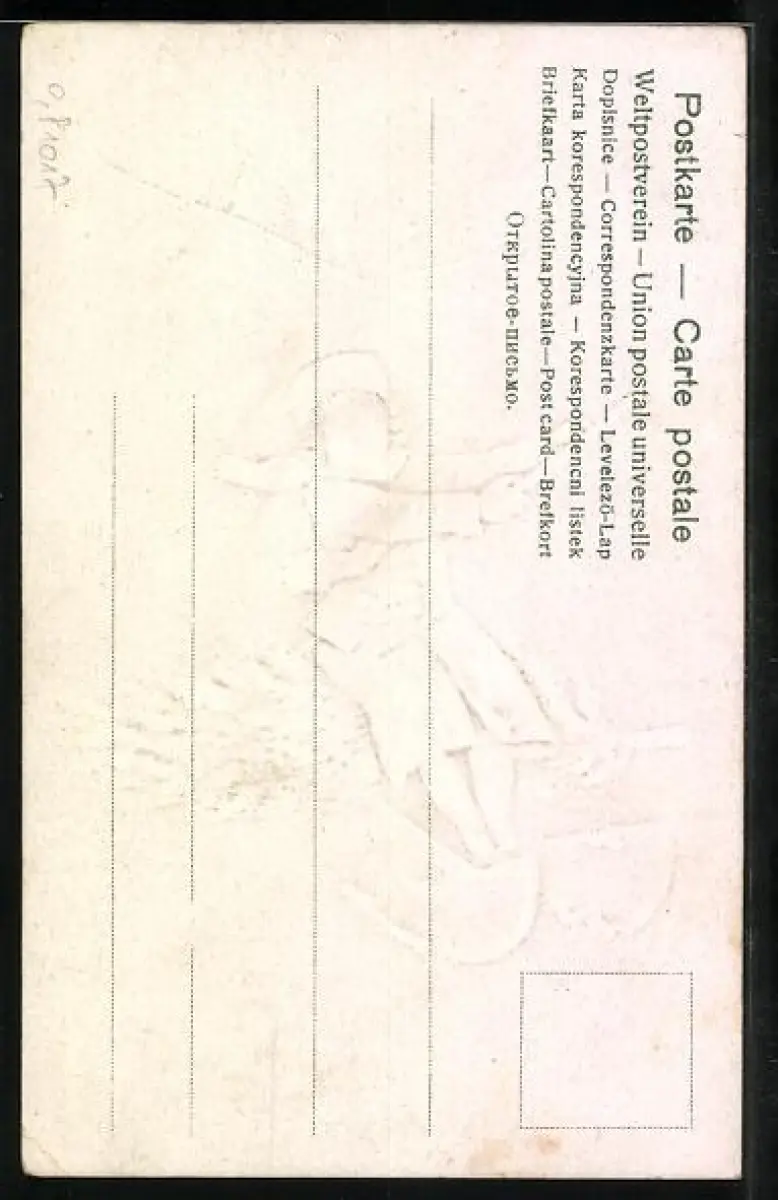 Postkarte — Carte postale
Weltpostverein — Union postale universelle
Dopisnice — Correspondenzkarte — Levelezö-Lap
Karta korespondencyjna — Korespondencni listek
Briefkaart—Cartolina postale—Post card—Brefkort
Открытое-письмо.